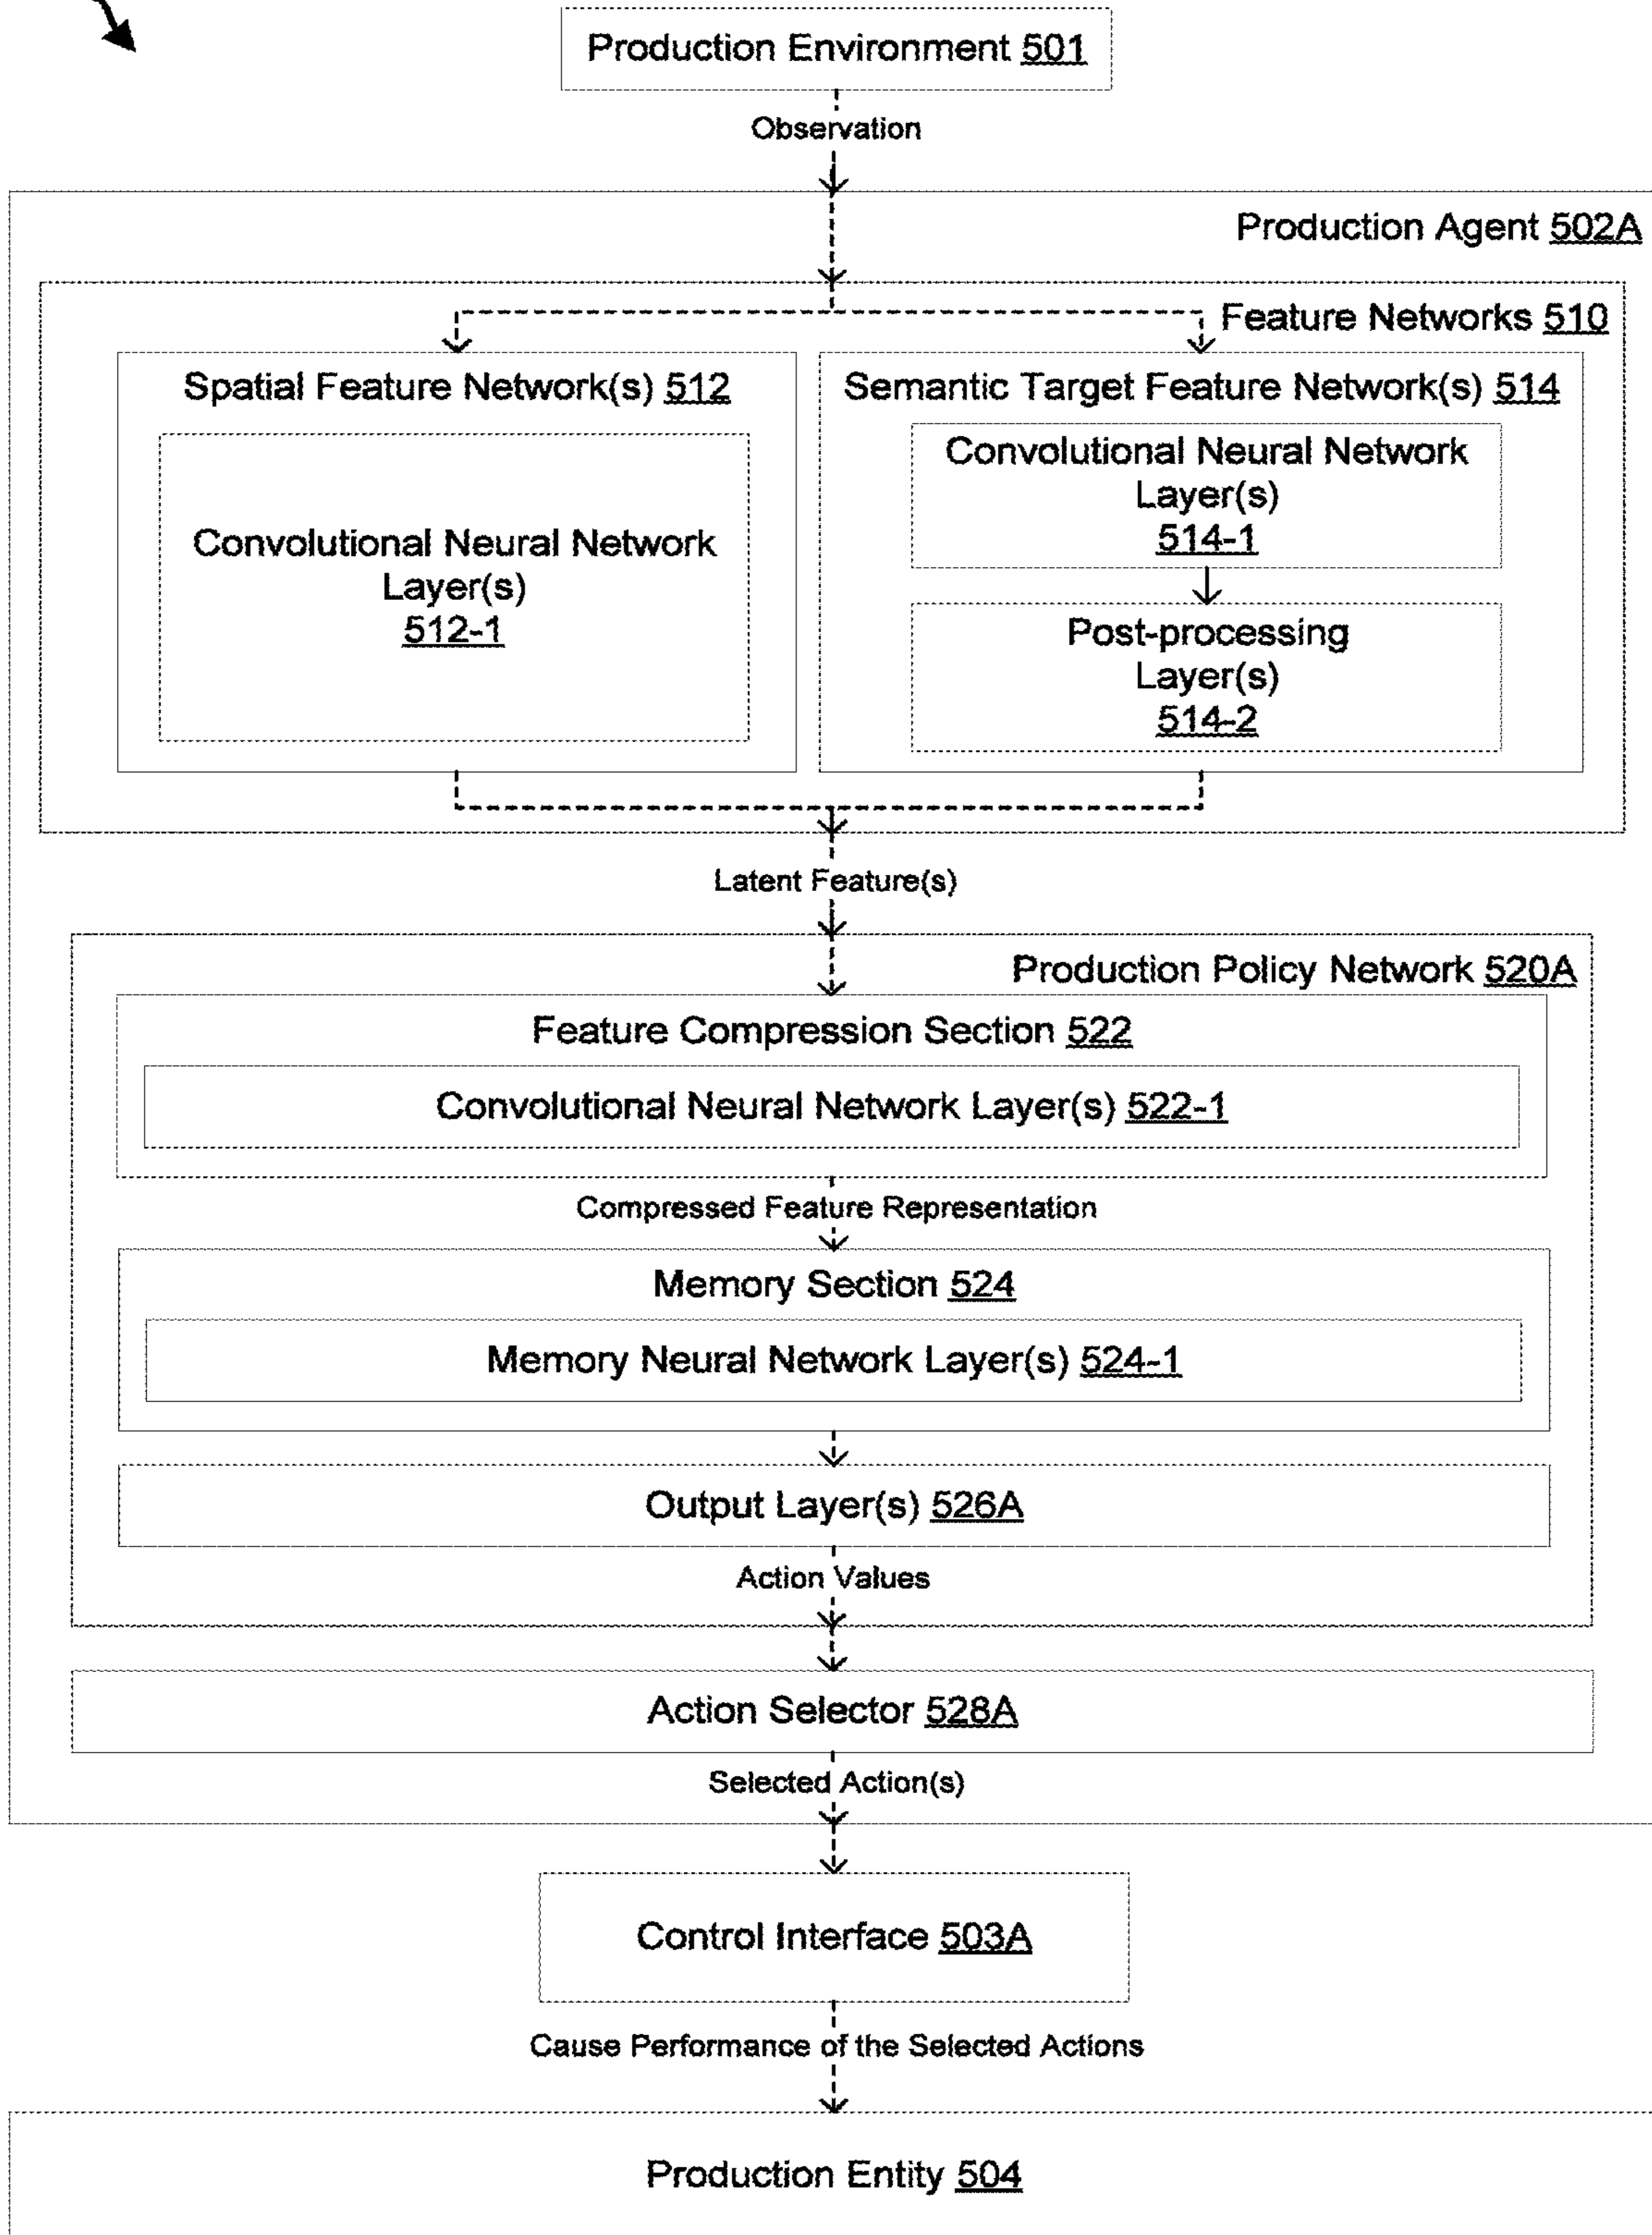 Production Environment 501
Observation
Production Agent 502A
Feature Networks 510
Spatial Feature Network(s) 512
Convolutional Neural Network
Layer(s)
512-1
Semantic Target Feature Network(s) 514
Convolutional Neural Network
Layer(s)
514-1
Post-processing
Layer(s)
514-2
Latent Feature(s)
Production Policy Network 520A
Feature Compression Section 522
Convolutional Neural Network Layer(s) 522-1
Compressed Feature Representation
Memory Section 524
Memory Neural Network Layer(s) 524-1
Output Layer(s) 526A
Action Values
Action Selector 528A
Selected Action(s)
Control Interface 503A
Cause Performance of the Selected Actions
Production Entity 504